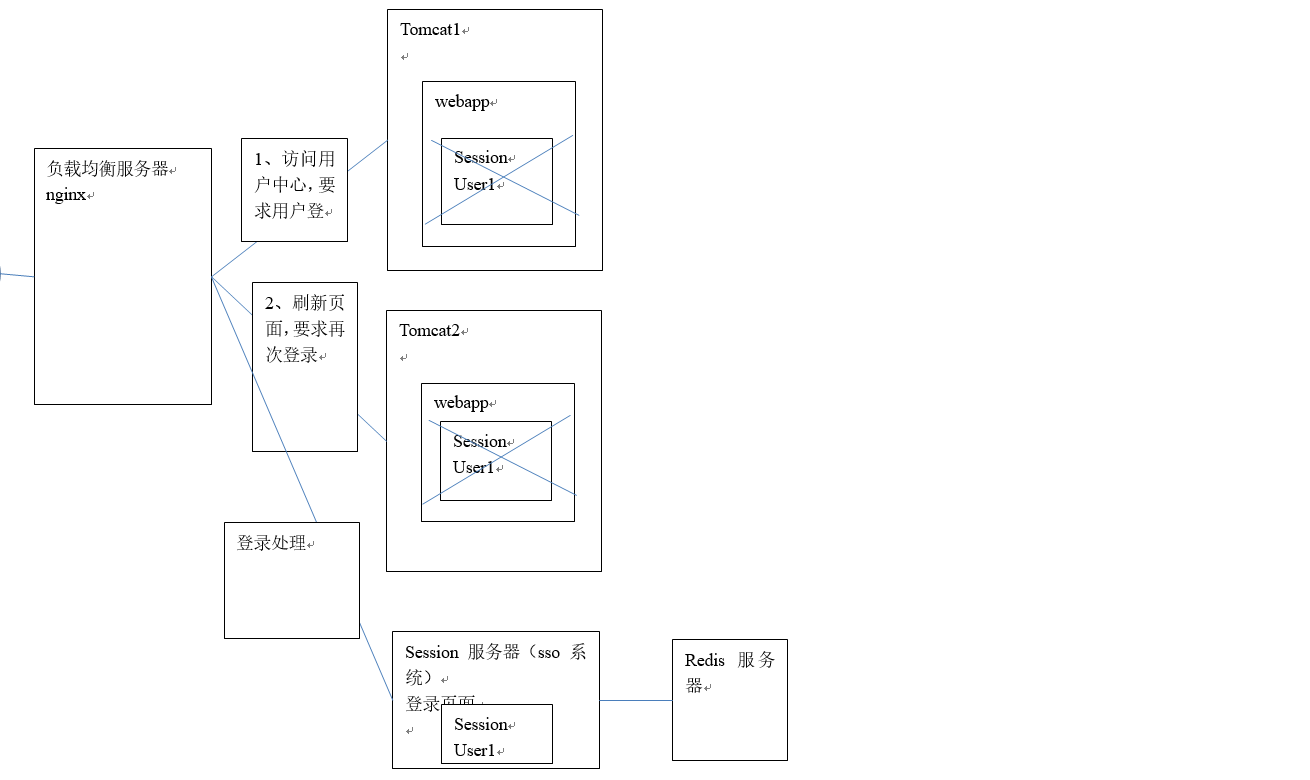 Tomcat1
webapp
Session
User1
负载均衡服务器
nginx
1、访问用
户中心，要
求用户登
2、刷新页
面，要求再
次登录
Tomcat2
webapp
Session
User1
登录处理
Session 服务器（sso 系
统）
登录页面
Session
User1
Redis 服务
器